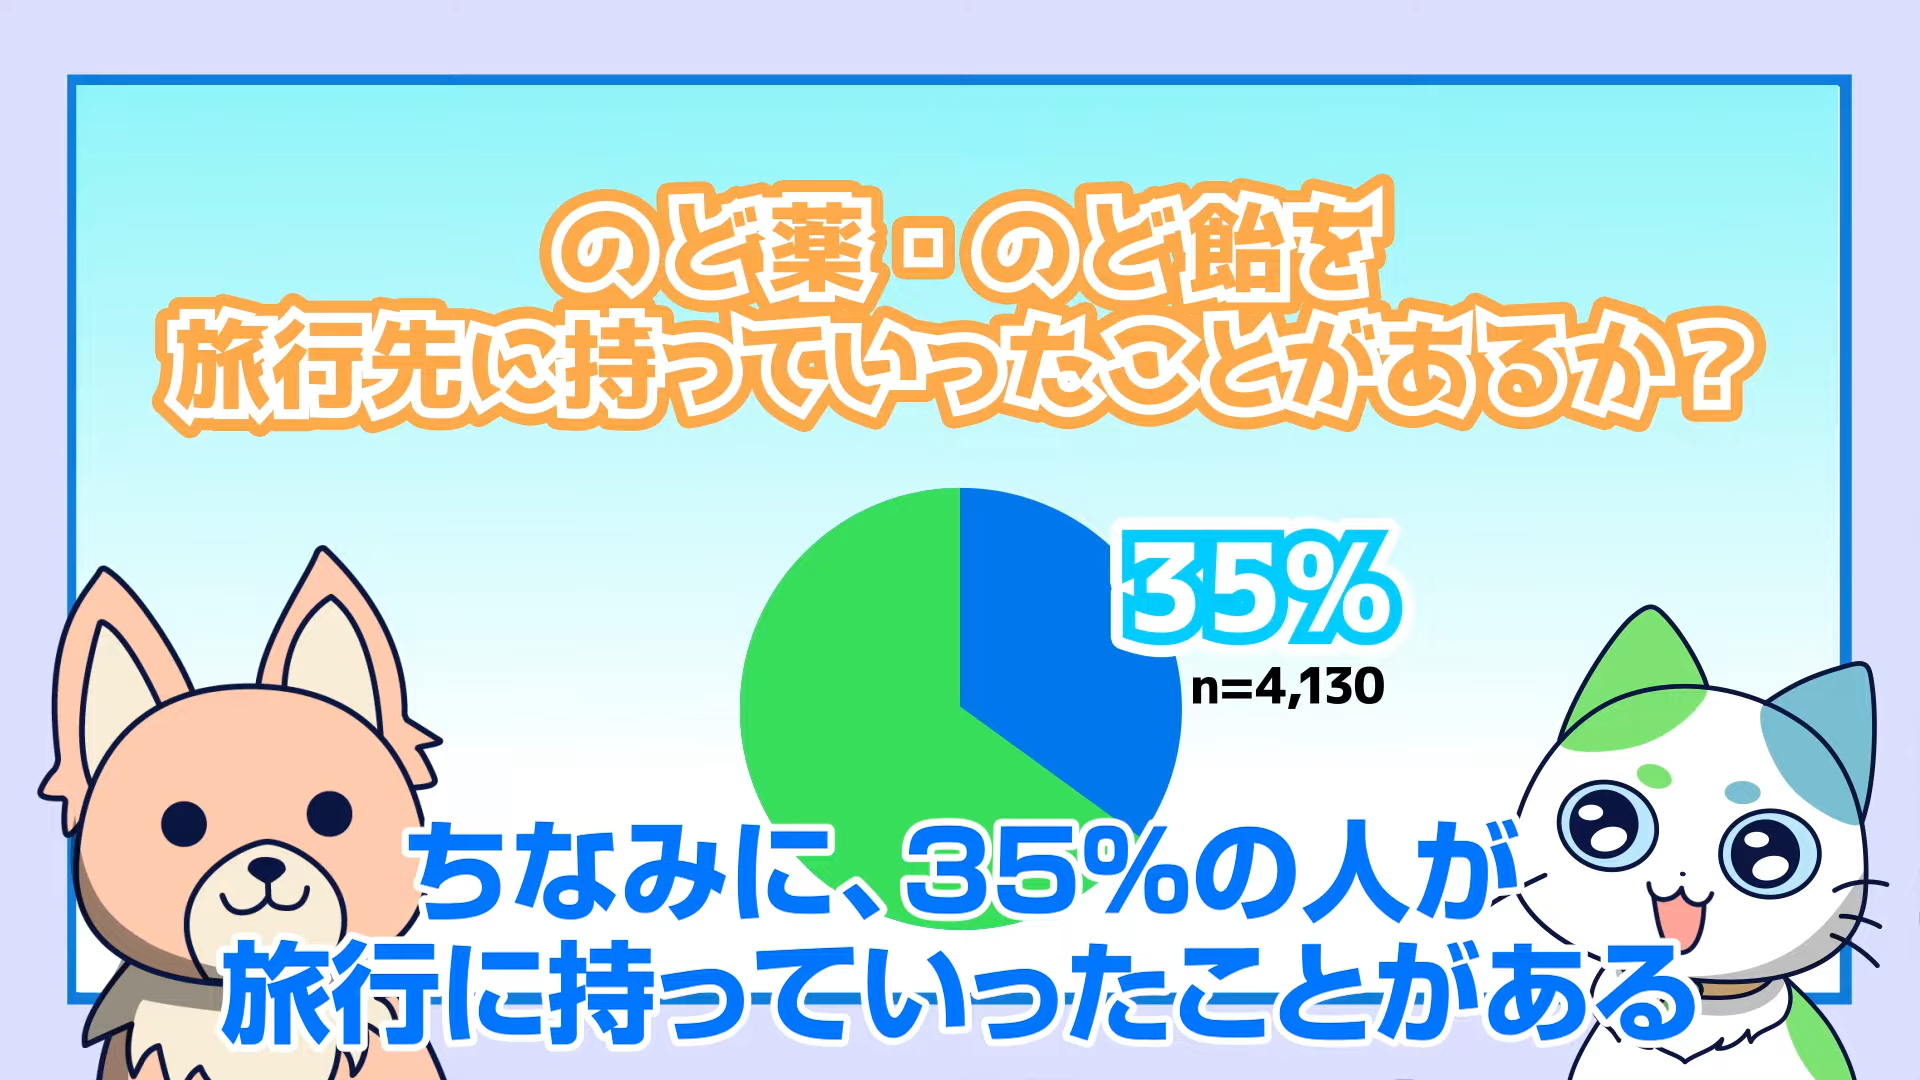 のど薬・のど飴を
旅行先に持っていったことがあるか？
35%
n=4,130
ちなみに、35%の人が
旅行に持っていったことがある